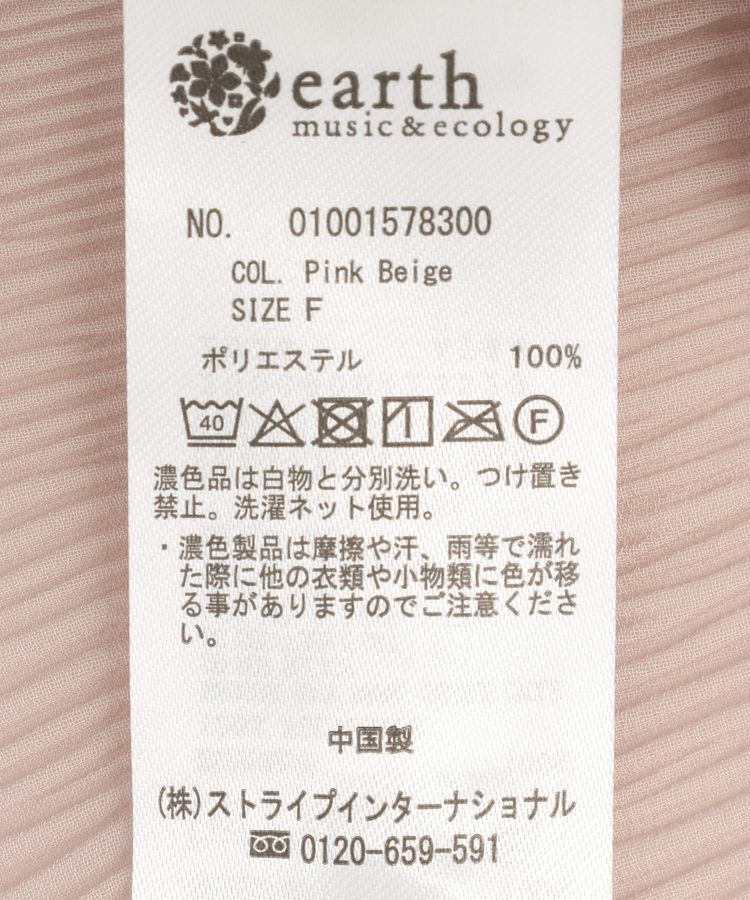 earth
music&ecology
NO. 01001578300
COL. Pink Beige
SIZE F
ポリエステル 100%
40 F
濃色品は白物と分別洗い。つけ置き
禁止。洗濯ネット使用。
・濃色製品は摩擦や汗、雨等で濡れ
た際に他の衣類や小物類に色が移
る事がありますのでご注意くださ
い。
中国製
(株)ストライプインターナショナル
0120-659-591